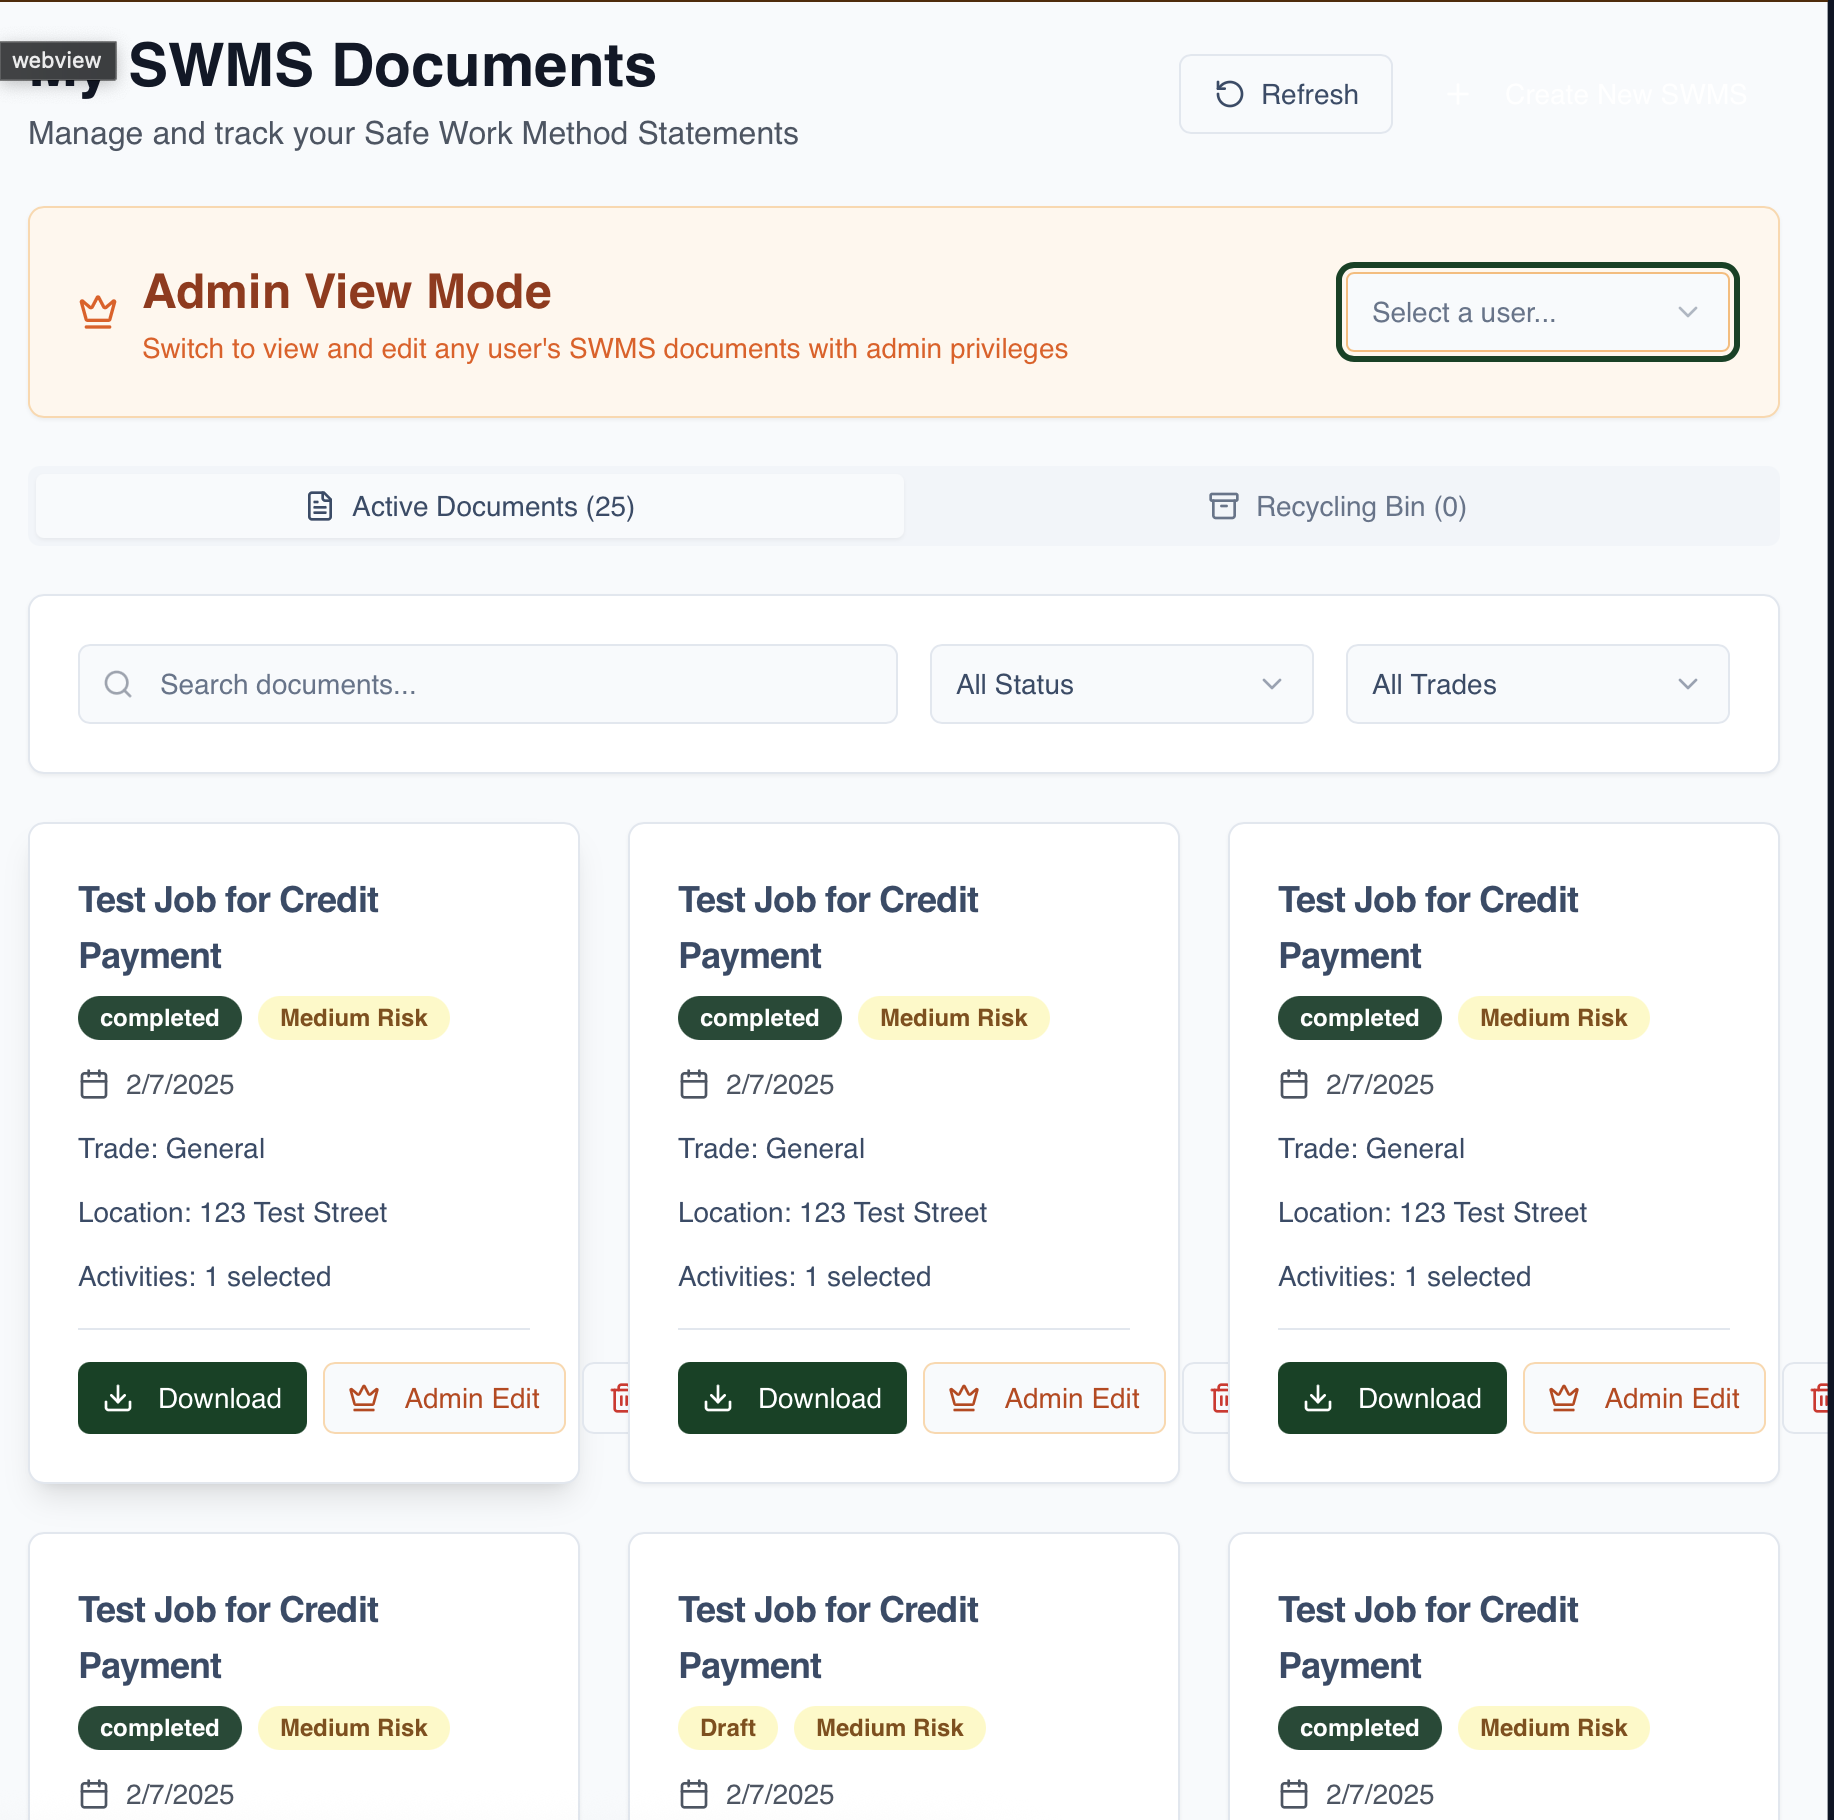 webview
My SWMS Documents
Manage and track your Safe Work Method Statements
Refresh
+ Create New SWMS
Admin View Mode
Switch to view and edit any user's SWMS documents with admin privileges
Select a user...
Active Documents (25)
Recycling Bin (0)
Search documents...
All Status
All Trades
Test Job for Credit
Payment
completed Medium Risk
2/7/2025
Trade: General
Location: 123 Test Street
Activities: 1 selected
Download Admin Edit
Test Job for Credit
Payment
completed Medium Risk
2/7/2025
Trade: General
Location: 123 Test Street
Activities: 1 selected
Download Admin Edit
Test Job for Credit
Payment
completed Medium Risk
2/7/2025
Trade: General
Location: 123 Test Street
Activities: 1 selected
Download Admin Edit
Test Job for Credit
Payment
completed Medium Risk
2/7/2025
Test Job for Credit
Payment
Draft Medium Risk
2/7/2025
Test Job for Credit
Payment
completed Medium Risk
2/7/2025